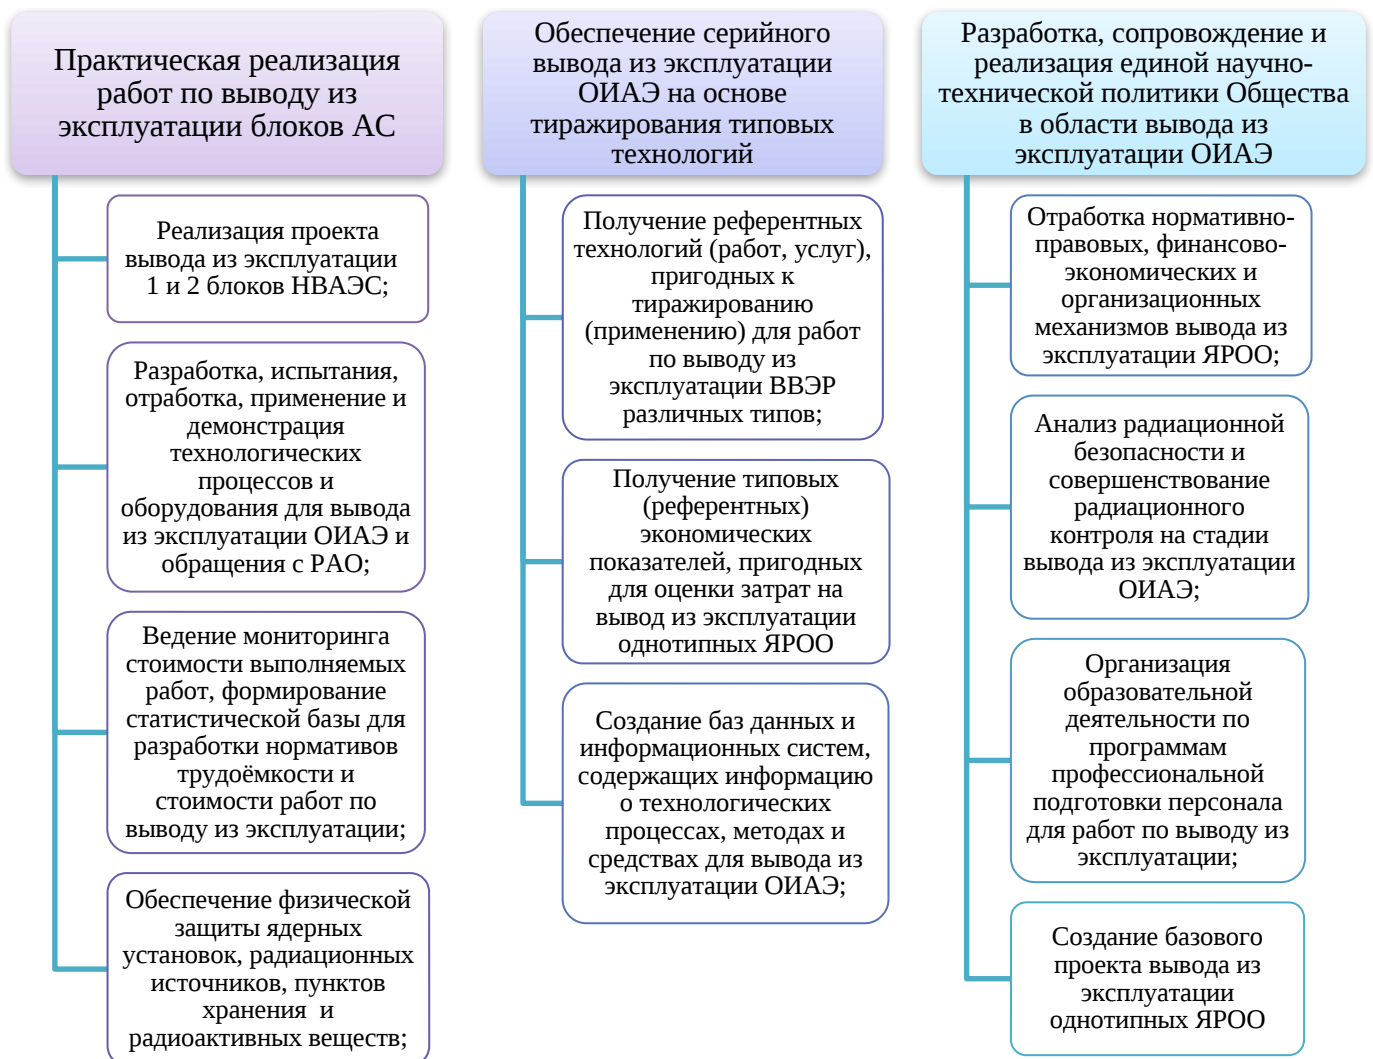 Практическая реализация
работ по выводу из
эксплуатации блоков АС
Реализация проекта
вывода из эксплуатации
1 и 2 блоков НВАЭС;
Разработка, испытания,
отработка, применение и
демонстрация
технологических
процессов и
оборудования для вывода
из эксплуатации ОИАЭ и
обращения с РАО;
Ведение мониторинга
стоимости выполняемых
работ, формирование
статистической базы для
разработки нормативов
трудоёмкости и
стоимости работ по
выводу из эксплуатации;
Обеспечение физической
защиты ядерных
установок, радиационных
источников, пунктов
хранения и
радиоактивных веществ;
Обеспечение серийного
вывода из эксплуатации
ОИАЭ на основе
тиражирования типовых
технологий
Получение референтных
технологий (работ, услуг),
пригодных к
тиражированию
(применению) для работ
по выводу из
эксплуатации ВВЭР
различных типов;
Получение типовых
(референтных)
экономических
показателей, пригодных
для оценки затрат на
вывод из эксплуатации
однотипных ЯРОО
Создание баз данных и
информационных систем,
содержащих информацию
о технологических
процессах, методах и
средствах для вывода из
эксплуатации ОИАЭ;
Разработка, сопровождение и
реализация единой научно-
технической политики Общества
в области вывода из
эксплуатации ОИАЭ
Отработка нормативно-
правовых, финансово-
экономических и
организационных
механизмов вывода из
эксплуатации ЯРОО;
Анализ радиационной
безопасности и
совершенствование
радиационного
контроля на стадии
вывода из эксплуатации
ОИАЭ;
Организация
образовательной
деятельности по
программам
профессиональной
подготовки персонала
для работ по выводу из
эксплуатации;
Создание базового
проекта вывода из
эксплуатации
однотипных ЯРОО